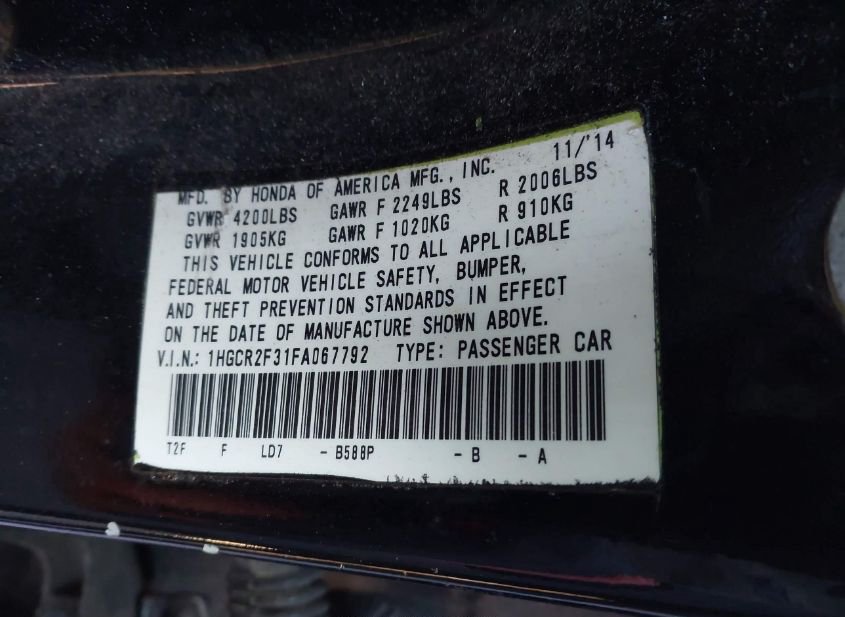 MFD. BY HONDA OF AMERICA MFG., INC. 11/'14
GVWR 4200LBS GAWR F 2249LBS R 2006LBS
GVWR 1905KG GAWR F 1020KG R 910KG
THIS VEHICLE CONFORMS TO ALL APPLICABLE
FEDERAL MOTOR VEHICLE SAFETY, BUMPER,
AND THEFT PREVENTION STANDARDS IN EFFECT
ON THE DATE OF MANUFACTURE SHOWN ABOVE.
V.I.N.: 1HGCR2F31FA067792 TYPE: PASSENGER CAR
T2F F LD7 - B588P - B - A